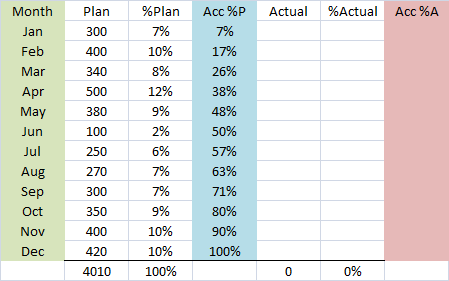 Month Plan %Plan Acc %P Actual %Actual Acc %A
Jan 300 7% 7%
Feb 400 10% 17%
Mar 340 8% 26%
Apr 500 12% 38%
May 380 9% 48%
Jun 100 2% 50%
Jul 250 6% 57%
Aug 270 7% 63%
Sep 300 7% 71%
Oct 350 9% 80%
Nov 400 10% 90%
Dec 420 10% 100%
4010 100% 0 0%